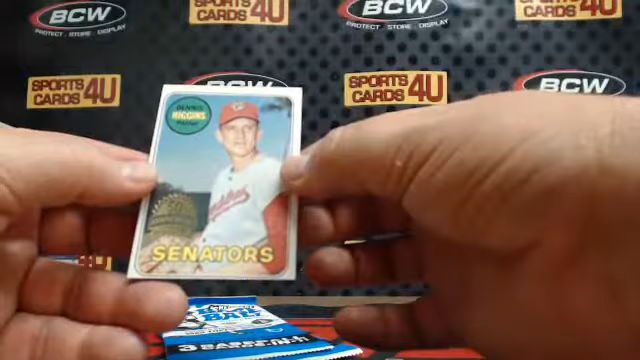 BCW
PROTECT · STORE · DISPLAY
SPORTS
CARDS 4U
BCW
PROTECT · STORE · DISPLAY
SPORTS
CARDS 4U
SPORTS
CARDS 4U
BCW
SPORTS
CARDS 4U
BCW
DENNIS
HIGGINS
SENATORS
BALL